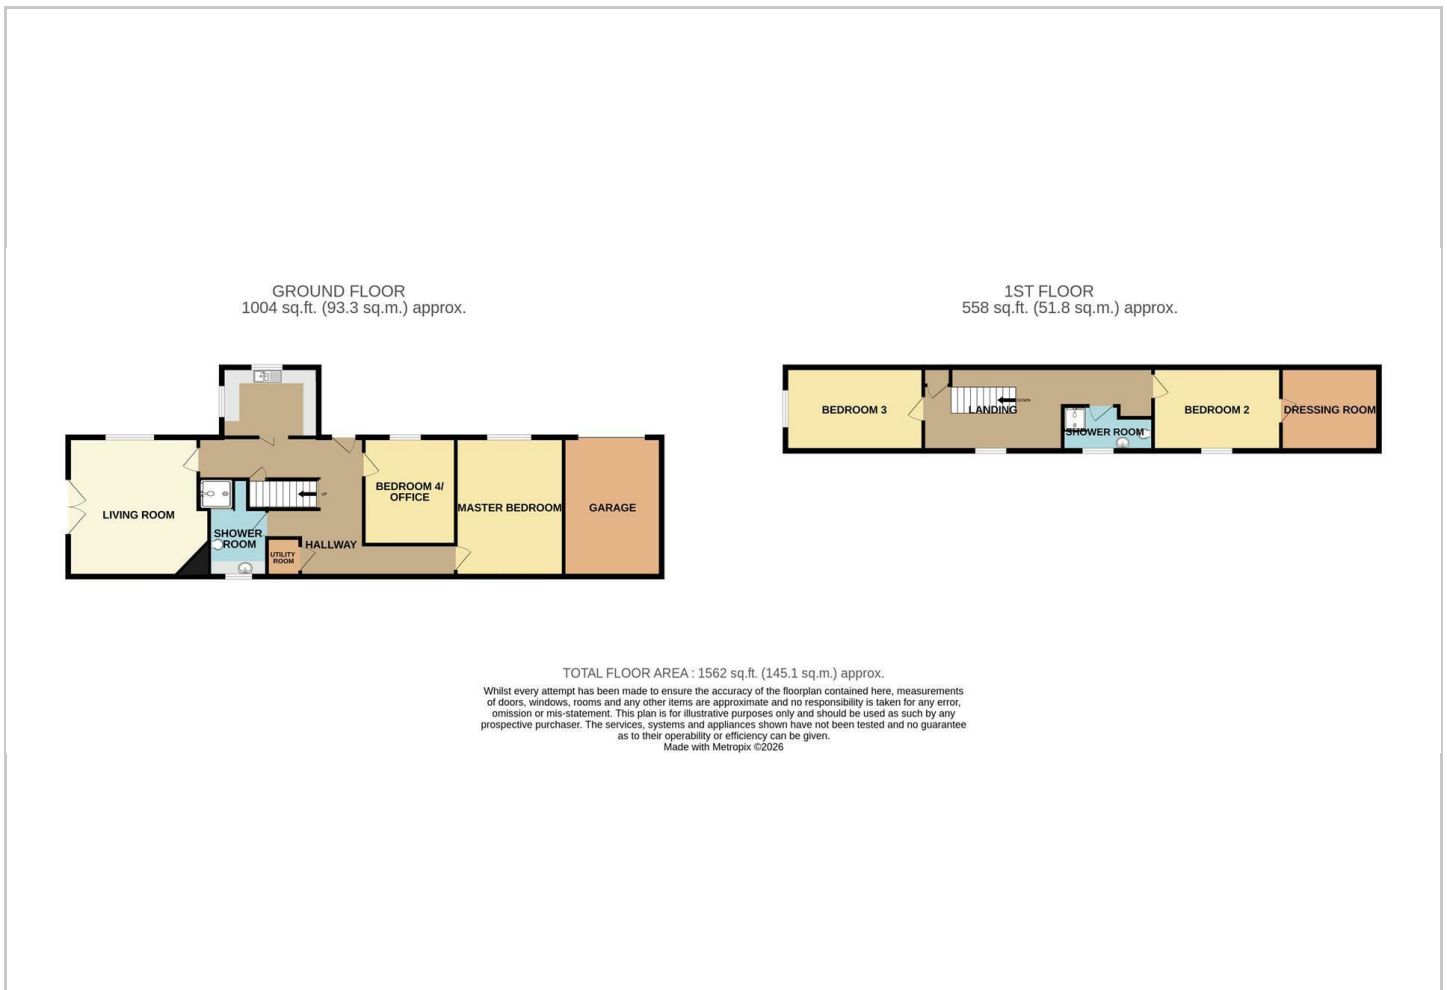 GROUND FLOOR
1004 sq.ft. (93.3 sq.m.) approx.
1ST FLOOR
558 sq.ft. (51.8 sq.m.) approx.
LIVING ROOM
SHOWER
ROOM
UTILITY
ROOM
HALLWAY
UP
BEDROOM 4/
OFFICE
MASTER BEDROOM
GARAGE
BEDROOM 3
LANDING
DOWN
SHOWER ROOM
BEDROOM 2
DRESSING ROOM
TOTAL FLOOR AREA : 1562 sq.ft. (145.1 sq.m.) approx.
Whilst every attempt has been made to ensure the accuracy of the floorplan contained here, measurements
of doors, windows, rooms and any other items are approximate and no responsibility is taken for any error,
omission or mis-statement. This plan is for illustrative purposes only and should be used as such by any
prospective purchaser. The services, systems and appliances shown have not been tested and no guarantee
as to their operability or efficiency can be given.
Made with Metropix ©2026